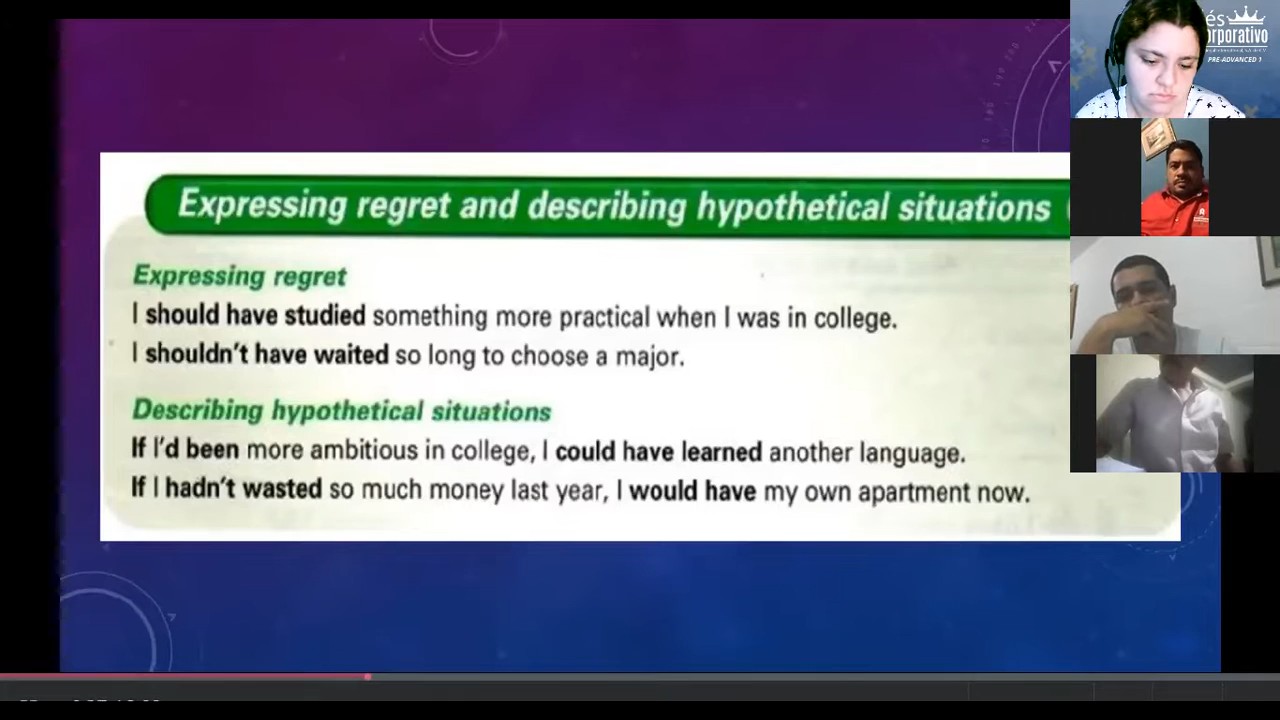 Expressing regret and describing hypothetical situations
Expressing regret
I should have studied something more practical when I was in college.
I shouldn't have waited so long to choose a major.
Describing hypothetical situations
If I'd been more ambitious in college, I could have learned another language.
If I hadn't wasted so much money last year, I would have my own apartment now.
és
orporativo
PRE-ADVANCED 1